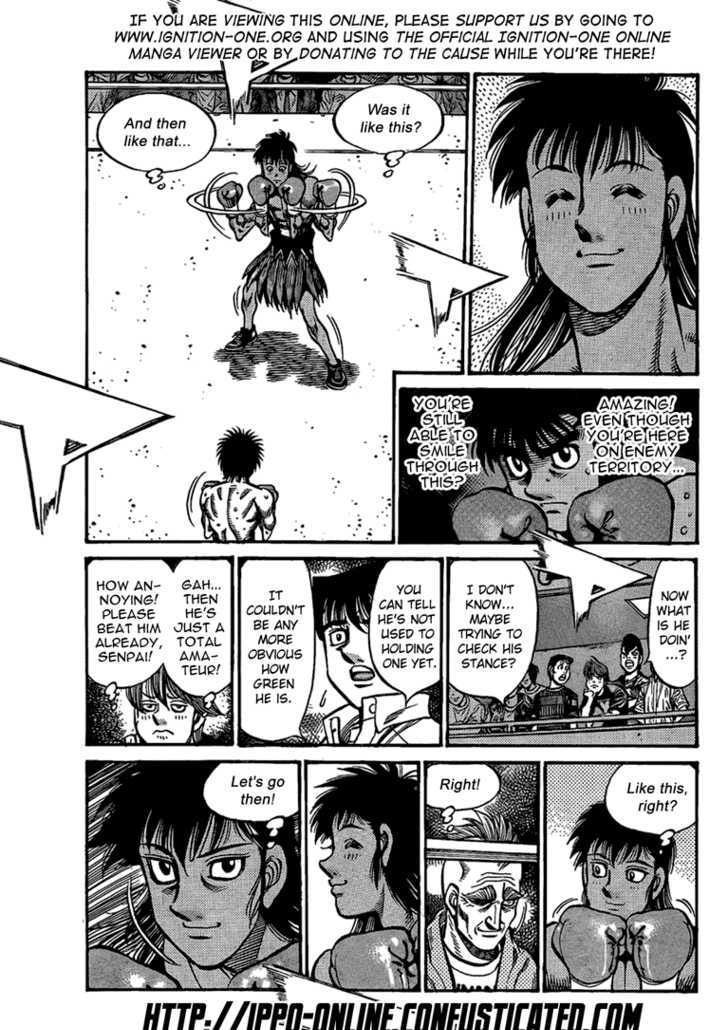 IF YOU ARE VIEWING THIS ONLINE, PLEASE SUPPORT US BY GOING TO
WWW.IGNITION-ONE.ORG AND USING THE OFFICIAL IGNITION-ONE ONLINE
MANGA VIEWER OR BY DONATING TO THE CAUSE WHILE YOU'RE THERE!
Was it
like this?
And then
like that...
AMAZING!
EVEN THOUGH
YOU'RE HERE
ON ENEMY
TERRITORY...
YOU'RE
STILL
ABLE TO
SMILE
THROUGH
THIS?
NOW
WHAT
IS HE
DOIN'
...?
I DON'T
KNOW...
MAYBE
TRYING TO
CHECK HIS
STANCE?
YOU
CAN TELL
HE'S NOT
USED TO
HOLDING
ONE YET.
IT
COULDN'T
BE ANY
MORE
OBVIOUS
HOW
GREEN
HE IS.
GAH...
THEN
HE'S
JUST A
TOTAL
AMA-
TEUR!
HOW AN-
NOYING!
PLEASE
BEAT HIM
ALREADY,
SENPAI!
Like this,
right?
Right!
Let's go
then!
HTTP://IPPO-ONLINE.CONFUSTICATED.COM